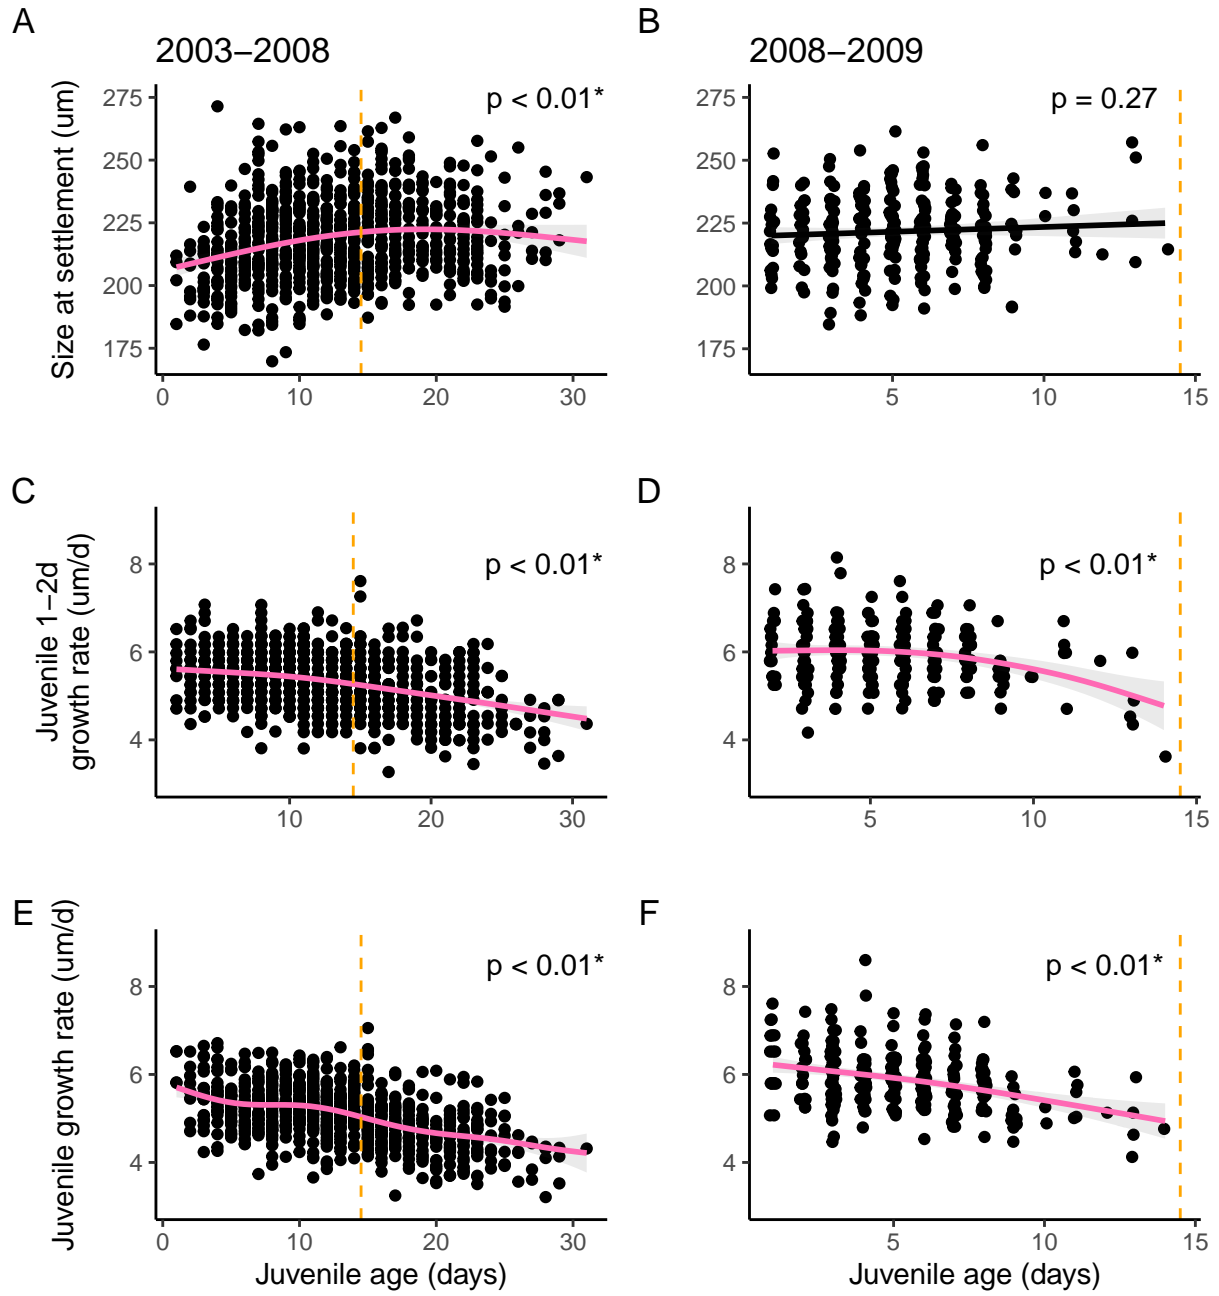 A
B
2003–2008
2008–2009
Size at settlement (um)
275
250
225
200
175
p < 0.01*
0
10
20
30
275
250
225
200
175
p = 0.27
5
10
15
C
D
Juvenile 1–2d
growth rate (um/d)
8
6
4
p < 0.01*
10
20
30
8
6
4
p < 0.01*
5
10
15
E
F
Juvenile growth rate (um/d)
8
6
4
p < 0.01*
0
10
20
30
Juvenile age (days)
8
6
4
p < 0.01*
5
10
15
Juvenile age (days)